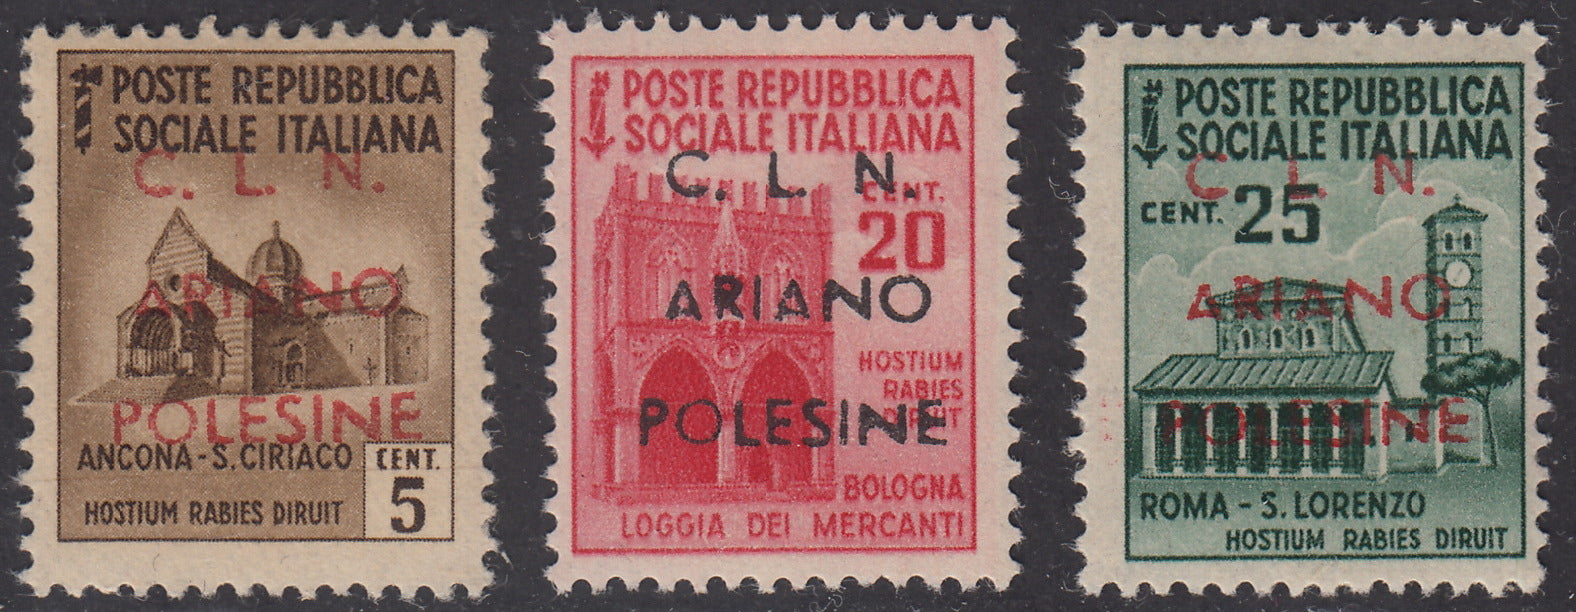 POSTE REPUBBLICA
SOCIALE ITALIANA
C. L. N.
ARIANO
POLESINE
ANCONA - S. CIRIACO
CENT.
HOSTIUM RABIES DIRUIT
5
POSTE REPUBBLICA
SOCIALE ITALIANA
C. L. N.
CENT.
20
ARIANO
HOSTIUM
RABIES
DIRUIT
POLESINE
BOLOGNA
LOGGIA DEI MERCANTI
POSTE REPUBBLICA
SOCIALE ITALIANA
C. L. N.
CENT. 25
ARIANO
POLESINE
ROMA - S. LORENZO
HOSTIUM RABIES DIRUIT